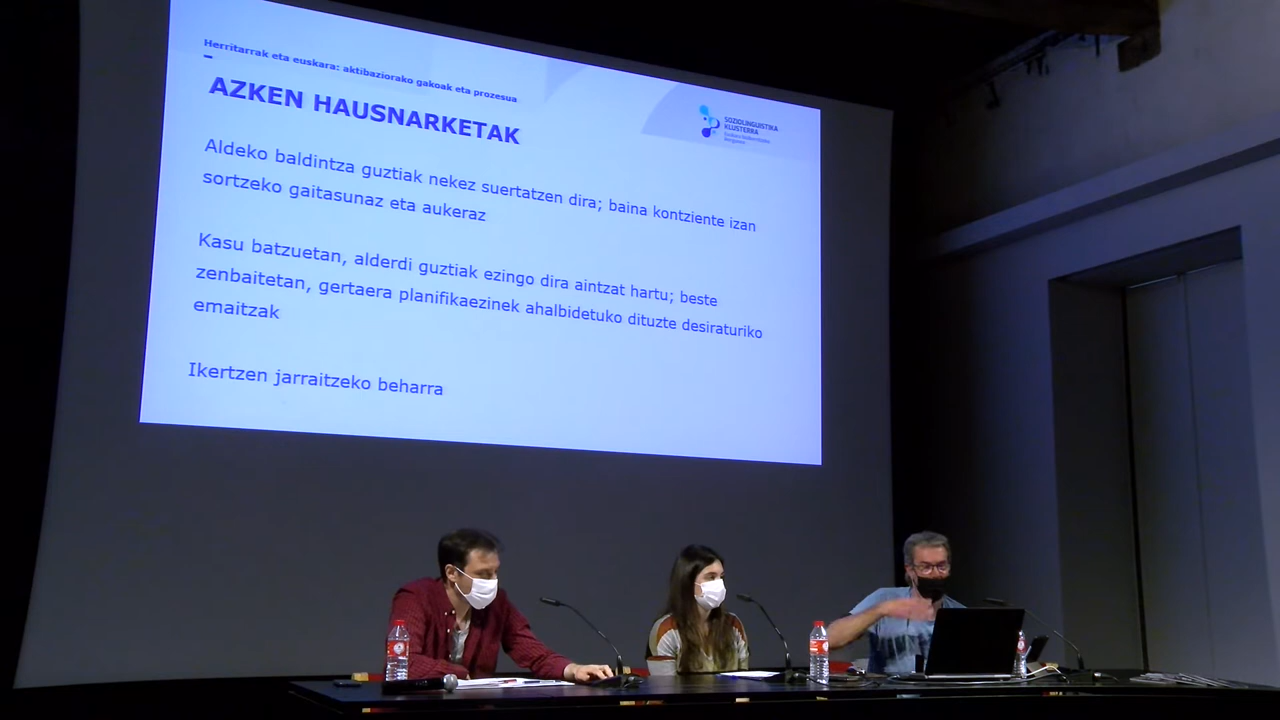 Herritarrak eta euskara: aktibaziorako gakoak eta prozesua
AZKEN HAUSNARKETAK
SOZIOLINGUISTIKA
KLUSTERRA
Aldeko baldintza guztiak nekez suertatzen dira; baina kontziente izan
sortzeko gaitasunaz eta aukeraz
Kasu batzuetan, alderdi guztiak ezingo dira aintzat hartu; beste
zenbaitetan, gertaera planifikaezinek ahalbidetuko dituzte desiraturiko
emaitzak
Ikertzen jarraitzeko beharra